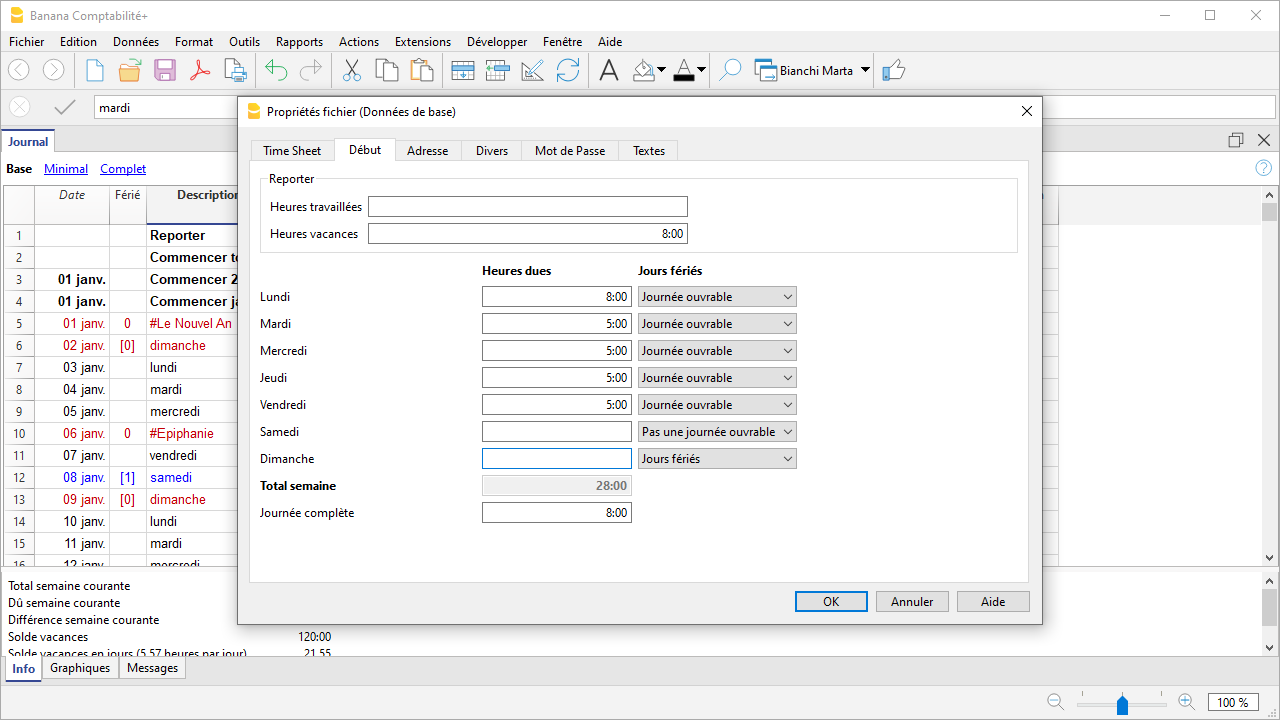 Banana Comptabilité+
Fichier Edition Données Format Outils Rapports Actions Extensions Développer Fenêtre Aide
Bianchi Marta
mardi
Journal
Base Minimal Complet
Date Férié Description
1 Reporter
2 Commencer
3 01 janv. Commencer
4 01 janv. Commencer
5 01 janv. 0 #Le Nouvel An
6 02 janv. [0] dimanche
7 03 janv. lundi
8 04 janv. mardi
9 05 janv. mercredi
10 06 janv. 0 #Epiphanie
11 07 janv. vendredi
12 08 janv. [1] samedi
13 09 janv. [0] dimanche
14 10 janv. lundi
15 11 janv. mardi
16 12 janv. mercredi
Propriétés fichier (Données de base)
Time Sheet Début Adresse Divers Mot de Passe Textes
Reporter
Heures travaillées
Heures vacances 8:00
Heures dues Jours fériés
Lundi 8:00 Journée ouvrable
Mardi 5:00 Journée ouvrable
Mercredi 5:00 Journée ouvrable
Jeudi 5:00 Journée ouvrable
Vendredi 5:00 Journée ouvrable
Samedi Pas une journée ouvrable
Dimanche Jours fériés
Total semaine 28:00
Journée complète 8:00
OK Annuler Aide
Total semaine courante
Dû semaine courante
Différence semaine courante
Solde vacances 120:00
Solde vacances en jours (5.57 heures par jour) 21.55
Info Graphiques Messages
100 %